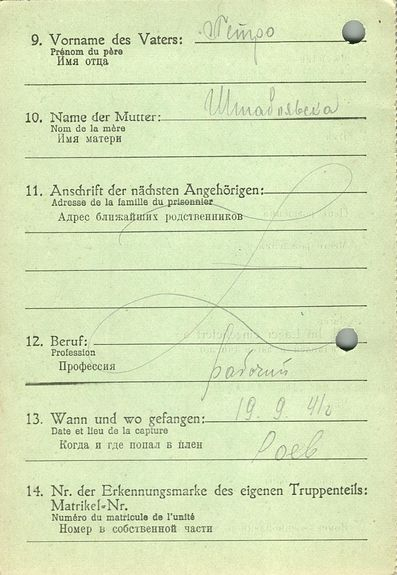 9. Vorname des Vaters: Петро
Prénom du père
Имя отца
10. Name der Mutter:
Nom de la mère
Имя матери
11. Anschrift der nächsten Angehörigen:
Adresse de la famille du prisonnier
Адрес ближайших родственников
12. Beruf:
Profession
Профессия рабочий
13. Wann und wo gefangen: 19. 9. 41
Date et lieu de la capture
Когда и где попал в плен
14. Nr. der Erkennungsmarke des eigenen Truppenteils:
Matrikel-Nr.
Numéro du matricule de l'unité
Номер в собственной части